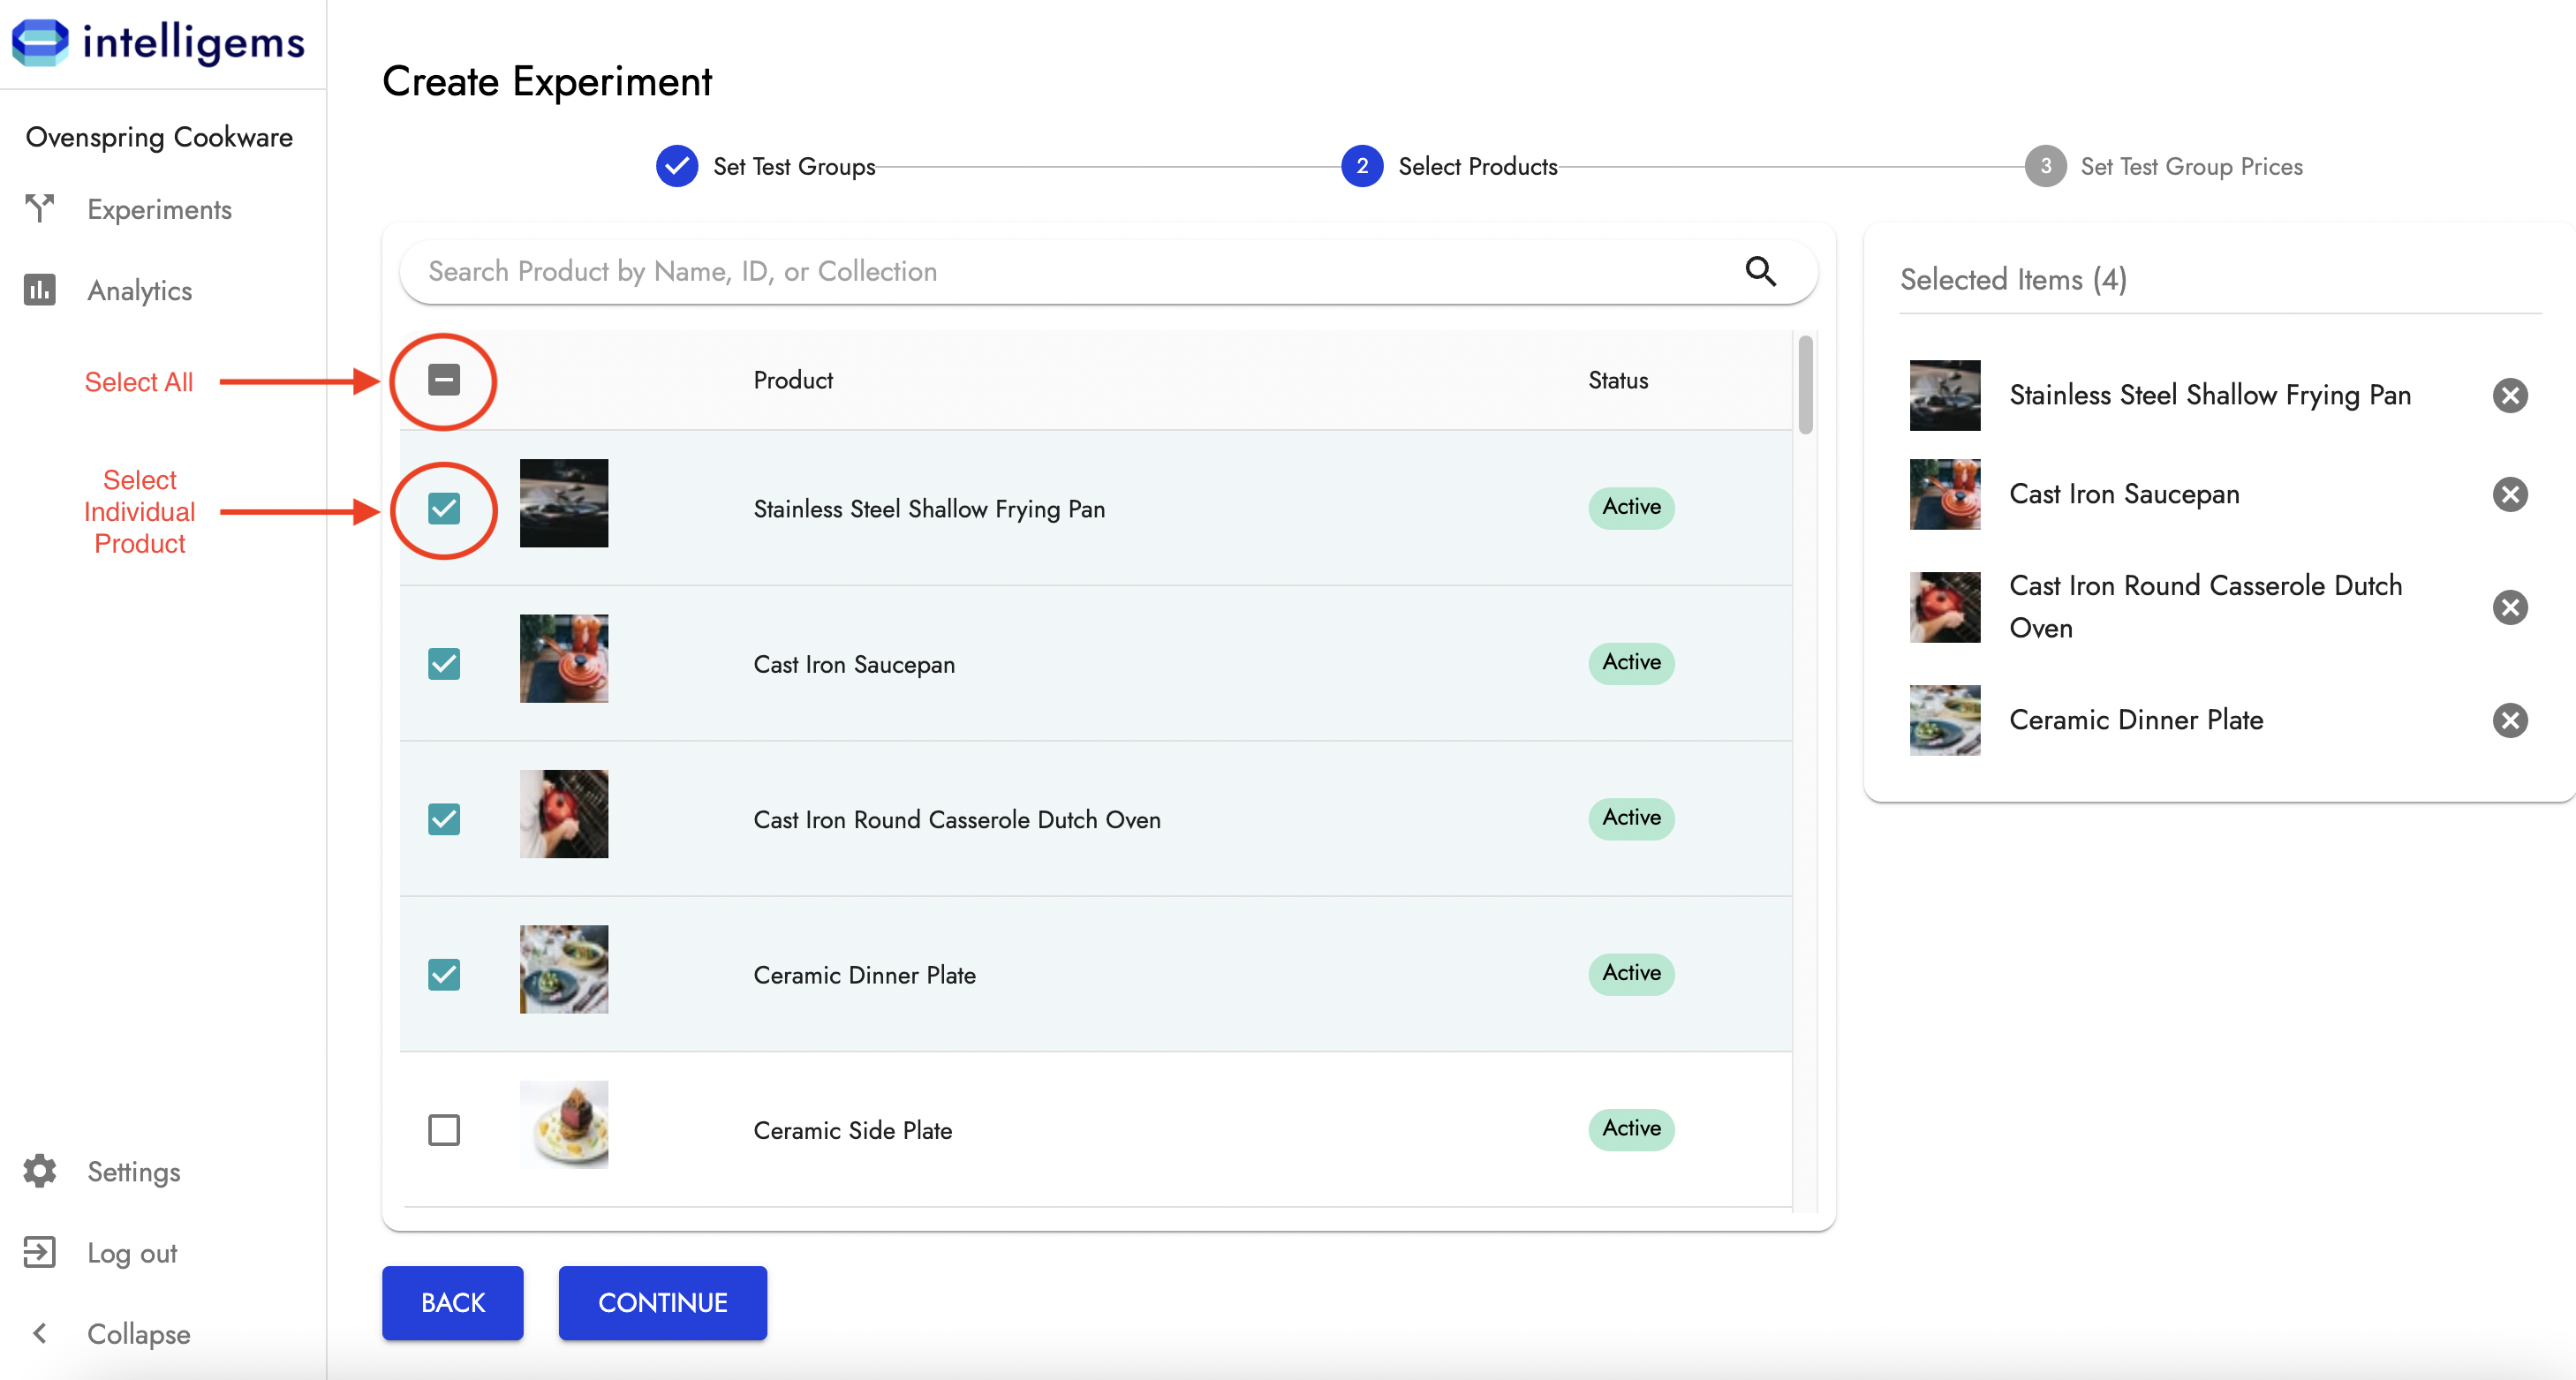 intelligems
Ovenspring Cookware
Experiments
Analytics
Select All
Select
Individual
Product
Settings
Log out
Collapse
Create Experiment
Set Test Groups
2 Select Products
3 Set Test Group Prices
Search Product by Name, ID, or Collection
Product Status
Stainless Steel Shallow Frying Pan Active
Cast Iron Saucepan Active
Cast Iron Round Casserole Dutch Oven Active
Ceramic Dinner Plate Active
Ceramic Side Plate Active
BACK CONTINUE
Selected Items (4)
Stainless Steel Shallow Frying Pan
Cast Iron Saucepan
Cast Iron Round Casserole Dutch
Oven
Ceramic Dinner Plate